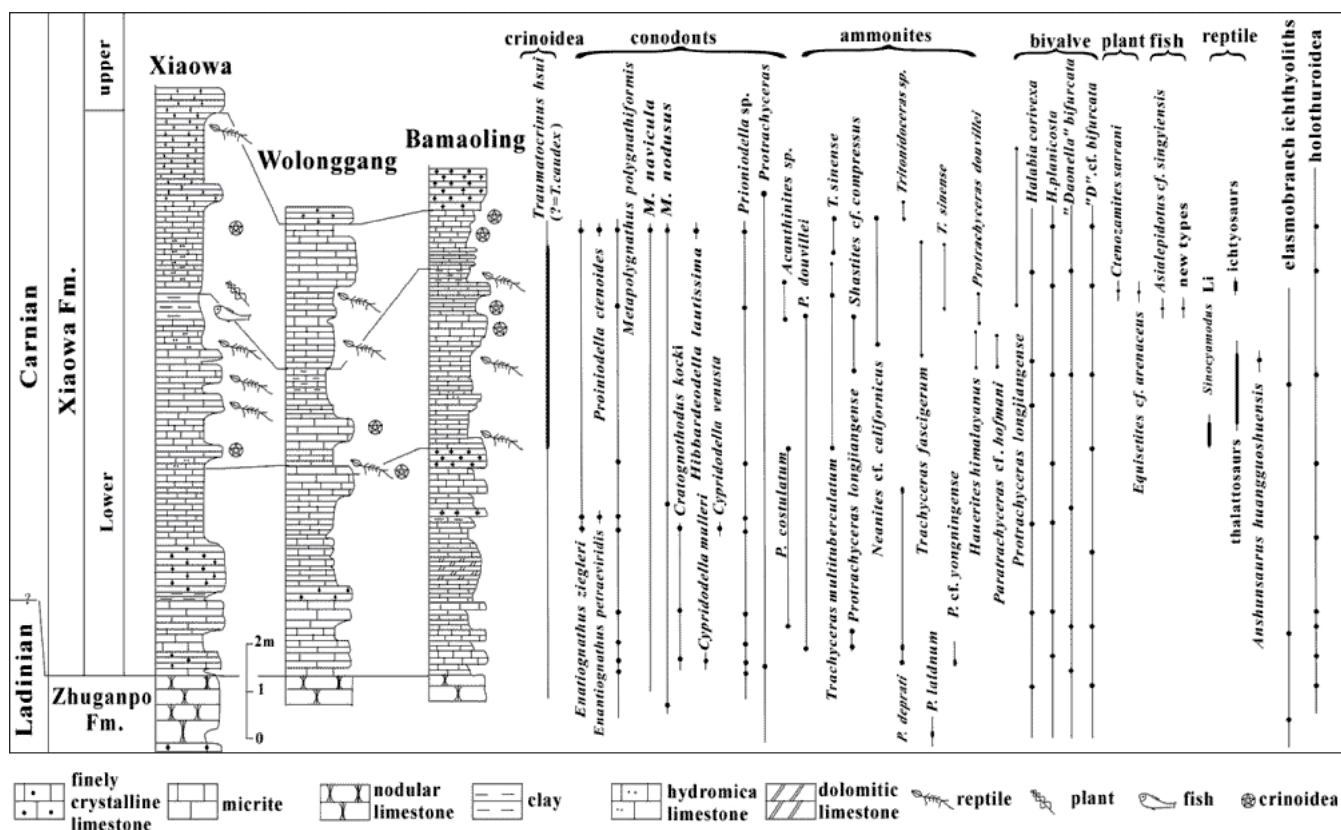 crinoidea
conodonts
ammonites
bivalve
plant
fish
reptile
upper
Xiaowa
Wolonggang
Bamaoling
Carnian
Xiaowa Fm.
Lower
Ladinian
Zhuganpo
Fm.
?
2m
1
0
Traumatocrinus hsui
(?=T.caudex)
Enatiognathus ziegleri
Enantiognathus petraeviridis
Proiniodella ctenoides
Metapolygnathus polygnathiformis
M. navicula
M. nodusus
Cratognothodus kocki
Hibbardeodella lautissima
Cypridodella mulleri
Cypridodella venusta
Prioniodella sp.
Protrachyceras
Acanthinites sp.
P. costulatum
P. douvillei
Trachyceras multituberculatum
T. sinense
Protrachyceras longjiangense
Shastites cf. compressus
Neanites cf. californicus
P. deprati
Tritonidoceras sp.
Trachyceras fascigerum
P. laldnum
T. sinense
P. cf. yongningense
Hauerites himalayanus
Protrachyceras douvillei
Paratrachyceras cf. hofmani
Protrachyceras longjiangense
Halabia corivexa
H.planicosta
"Daonella" bifurcata
"D".cf. bifurcata
Ctenozamites sarrani
Equisetites cf. arenaceus
Asialepidotus cf. singyiensis
new types
Sinocyamodus Li
thalattosaurs
ichtyosaurs
Anshunsaurus huangguoshuensis
elasmobranch ichthyoliths
holothuroidea
finely
crystalline
limestone
micrite
nodular
limestone
clay
hydromica
limestone
dolomitic
limestone
reptile
plant
fish
crinoidea